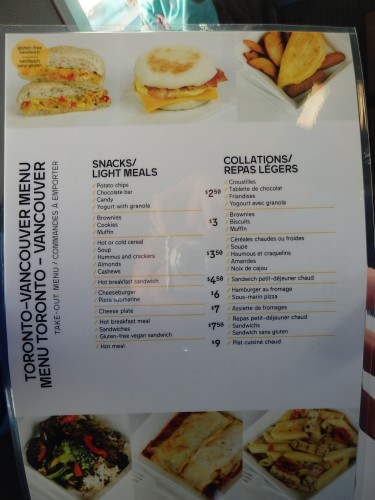 gluten-free
sandwich
sandwich
sans gluten
TORONTO-VANCOUVER MENU
MENU TORONTO - VANCOUVER
TAKE-OUT MENU / COMMANDES À EMPORTER
SNACKS/
LIGHT MEALS
Potato chips
Chocolate bar
Candy
Yogurt with granola
$2.50
Brownies
Cookies
Muffin
$3
Hot or cold cereal
Soup
Hummus and crackers
Almonds
Cashews
$3.50
Hot breakfast sandwich
$4.50
Cheeseburger
Pizza submarine
$6
Cheese plate
$7
Hot breakfast meal
Sandwiches
Gluten-free vegan sandwich
$7.50
Hot meal
$9
COLLATIONS/
REPAS LÉGERS
Croustilles
Tablette de chocolat
Friandises
Yogourt avec granola
Brownies
Biscuits
Muffin
Céréales chaudes ou froides
Soupe
Houmous et craquelins
Amandes
Noix de cajou
Sandwich petit-déjeuner chaud
Hamburger au fromage
Sous-marin pizza
Assiette de fromages
Repas petit-déjeuner chaud
Sandwichs
Sandwich sans gluten
Plat cuisiné chaud